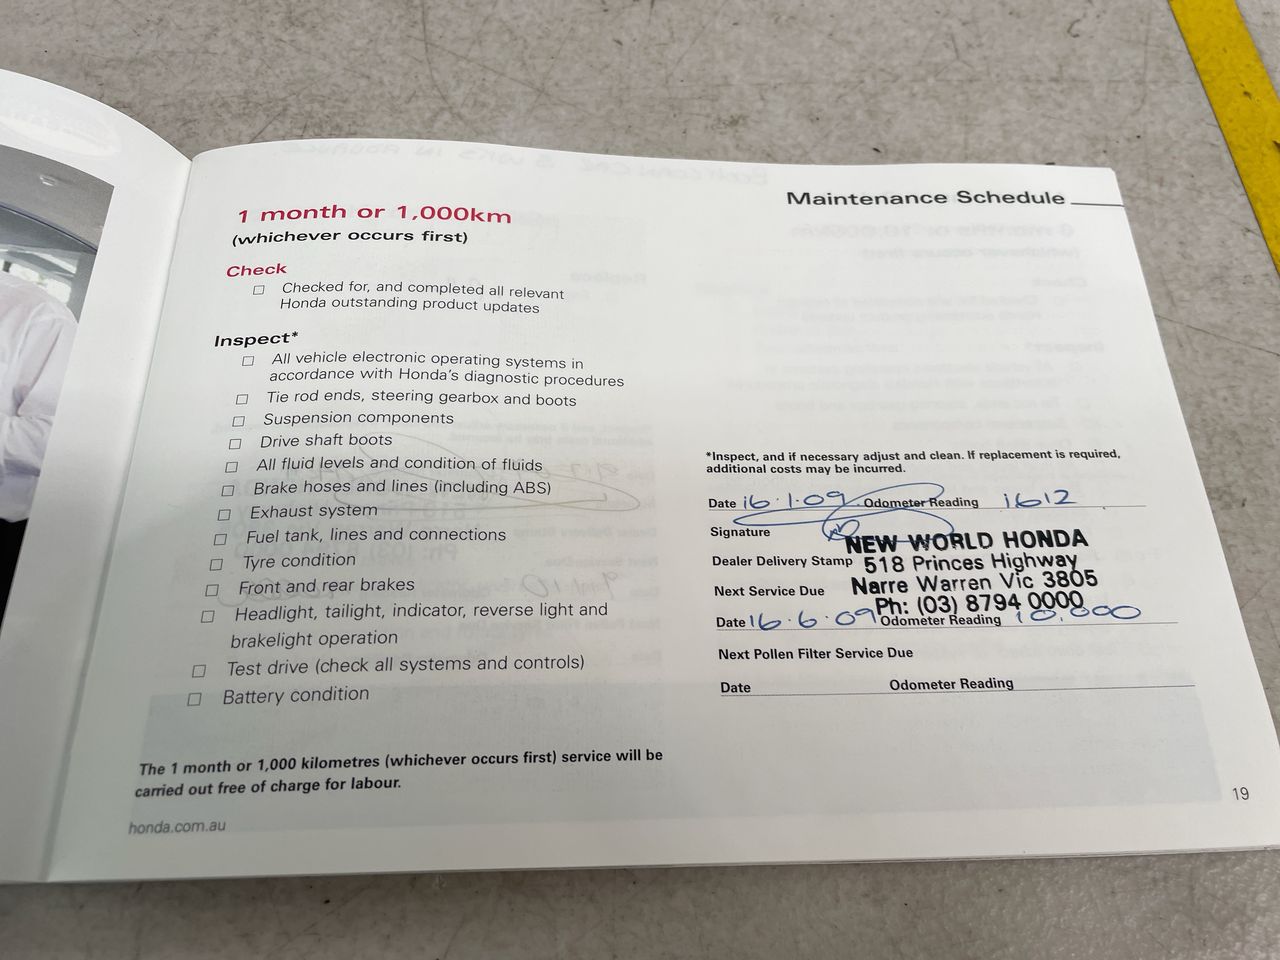 Maintenance Schedule
1 month or 1,000km
(whichever occurs first)
Check
☐ Checked for, and completed all relevant
Honda outstanding product updates
Inspect*
☐ All vehicle electronic operating systems in
accordance with Honda's diagnostic procedures
☐ Tie rod ends, steering gearbox and boots
☐ Suspension components
☐ Drive shaft boots
☐ All fluid levels and condition of fluids
☐ Brake hoses and lines (including ABS)
☐ Exhaust system
☐ Fuel tank, lines and connections
☐ Tyre condition
☐ Front and rear brakes
☐ Headlight, tailight, indicator, reverse light and
brakelight operation
☐ Test drive (check all systems and controls)
☐ Battery condition
The 1 month or 1,000 kilometres (whichever occurs first) service will be
carried out free of charge for labour.
honda.com.au
*Inspect, and if necessary adjust and clean. If replacement is required,
additional costs may be incurred.
Date 16.1.09 Odometer Reading 1612
Signature
Dealer Delivery Stamp
NEW WORLD HONDA
518 Princes Highway
Narre Warren Vic 3805
Ph: (03) 8794 0000
Next Service Due
Date 16.6.09 Odometer Reading 10,000
Next Pollen Filter Service Due
Date Odometer Reading
19